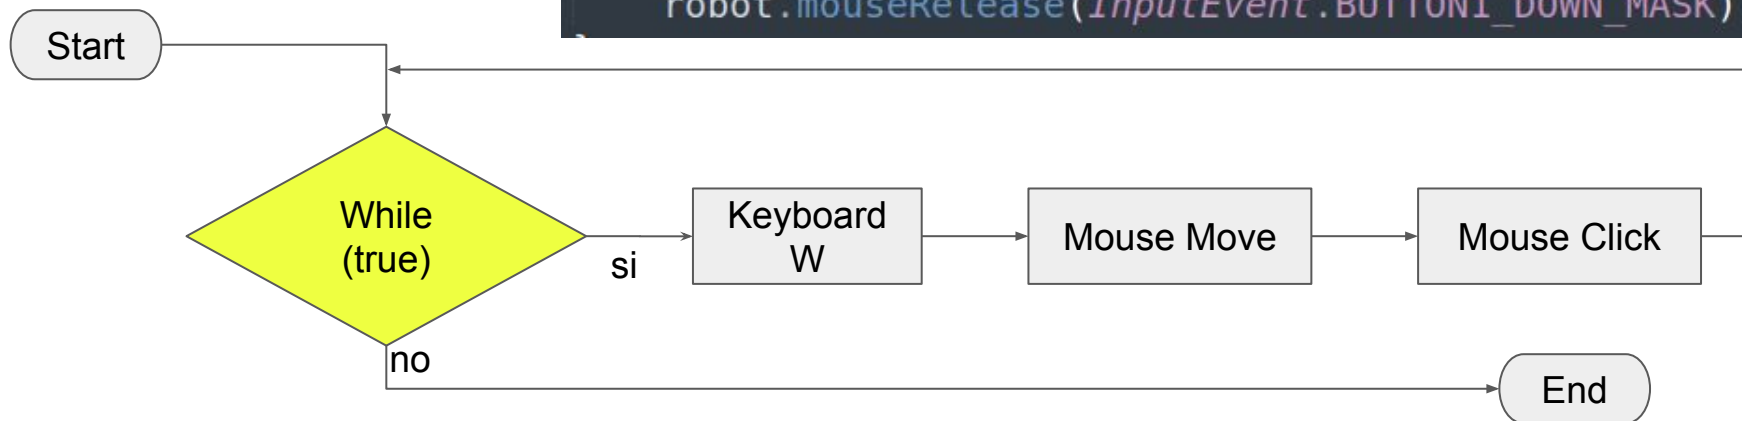 robot.mouseRelease(InputEvent.BUTTON1_DOWN_MASK)
Start
While
(true)
si
Keyboard
W
Mouse Move
Mouse Click
no
End